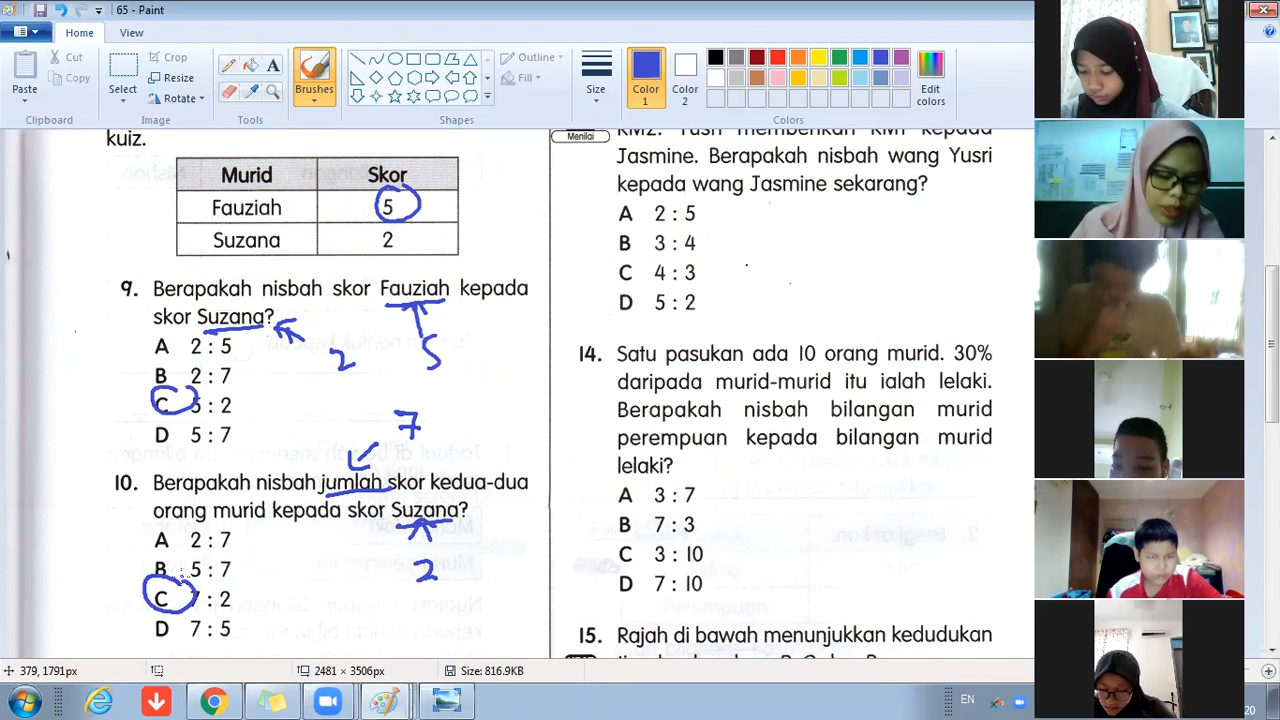 65 - Paint
Home
View
Paste
Select
Crop
Resize
Rotate
Brushes
Outline
Fill
Size
Color 1
Color 2
Edit colors
Clipboard
Image
Tools
Shapes
Colors
Cut
Copy
kuiz.
Murid Skor
Fauziah 5
Suzana 2
9. Berapakah nisbah skor Fauziah kepada
skor Suzana?
A 2 : 5
B 2 : 7
C 5 : 2
D 5 : 7
2
5
7
10. Berapakah nisbah jumlah skor kedua-dua
orang murid kepada skor Suzana?
A 2 : 7
B 5 : 7
C 7 : 2
D 7 : 5
2
Menilai
RM2. Yusri memberikan RM1 kepada
Jasmine. Berapakah nisbah wang Yusri
kepada wang Jasmine sekarang?
A 2 : 5
B 3 : 4
C 4 : 3
D 5 : 2
14. Satu pasukan ada 10 orang murid. 30%
daripada murid-murid itu ialah lelaki.
Berapakah nisbah bilangan murid
perempuan kepada bilangan murid
lelaki?
A 3 : 7
B 7 : 3
C 3 : 10
D 7 : 10
15. Rajah di bawah menunjukkan kedudukan
379, 1791px
2481 × 3506px
Size: 816.9KB
EN
20